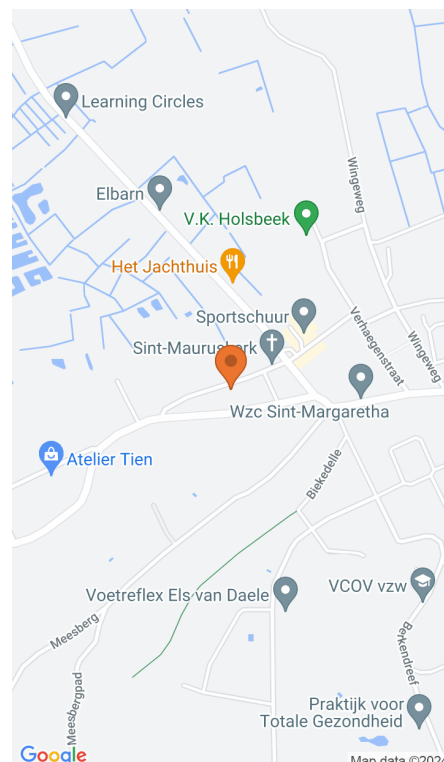 Learning Circles
Elbarn
Wingeweg
V.K. Holsbeek
Het Jachthuis
Sportschuur
Verhaegenstraat
Wingeweg
Sint-Mauruskerk
Wzc Sint-Margaretha
Atelier Tien
Biekedelle
Voetreflex Els van Daele
VCOV vzw
Meesberg
Berkendreef
Meesbergpad
Praktijk voor
Totale Gezondheid
Google
Map data ©2024